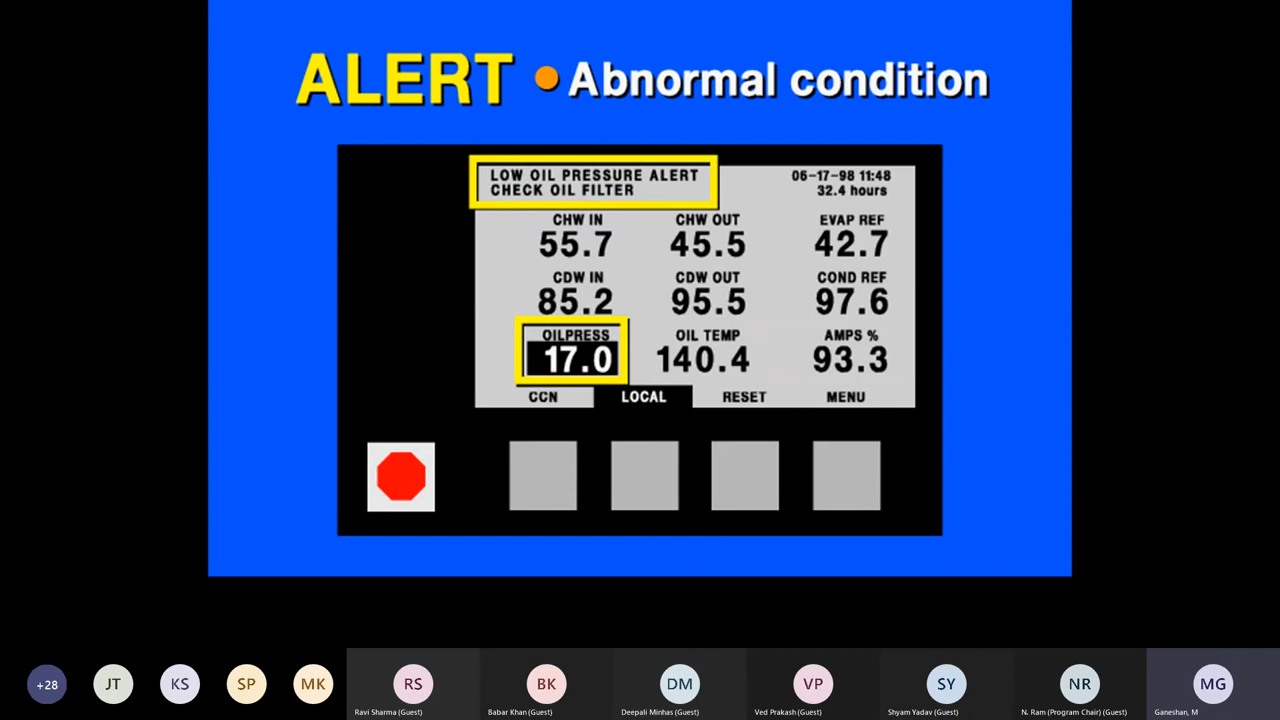 ALERT • Abnormal condition
LOW OIL PRESSURE ALERT
CHECK OIL FILTER
06-17-98 11:48
32.4 hours
CHW IN CHW OUT EVAP REF
55.7 45.5 42.7
CDW IN CDW OUT COND REF
85.2 95.5 97.6
OILPRESS OIL TEMP AMPS %
17.0 140.4 93.3
CCN LOCAL RESET MENU
+28 JT KS SP MK RS BK DM VP SY NR MG
Ravi Sharma (Guest) Babar Khan (Guest) Deepali Minhas (Guest) Ved Prakash (Guest) Shyam Yadav (Guest) N. Ram (Program Chair) (Guest) Ganeshan, M